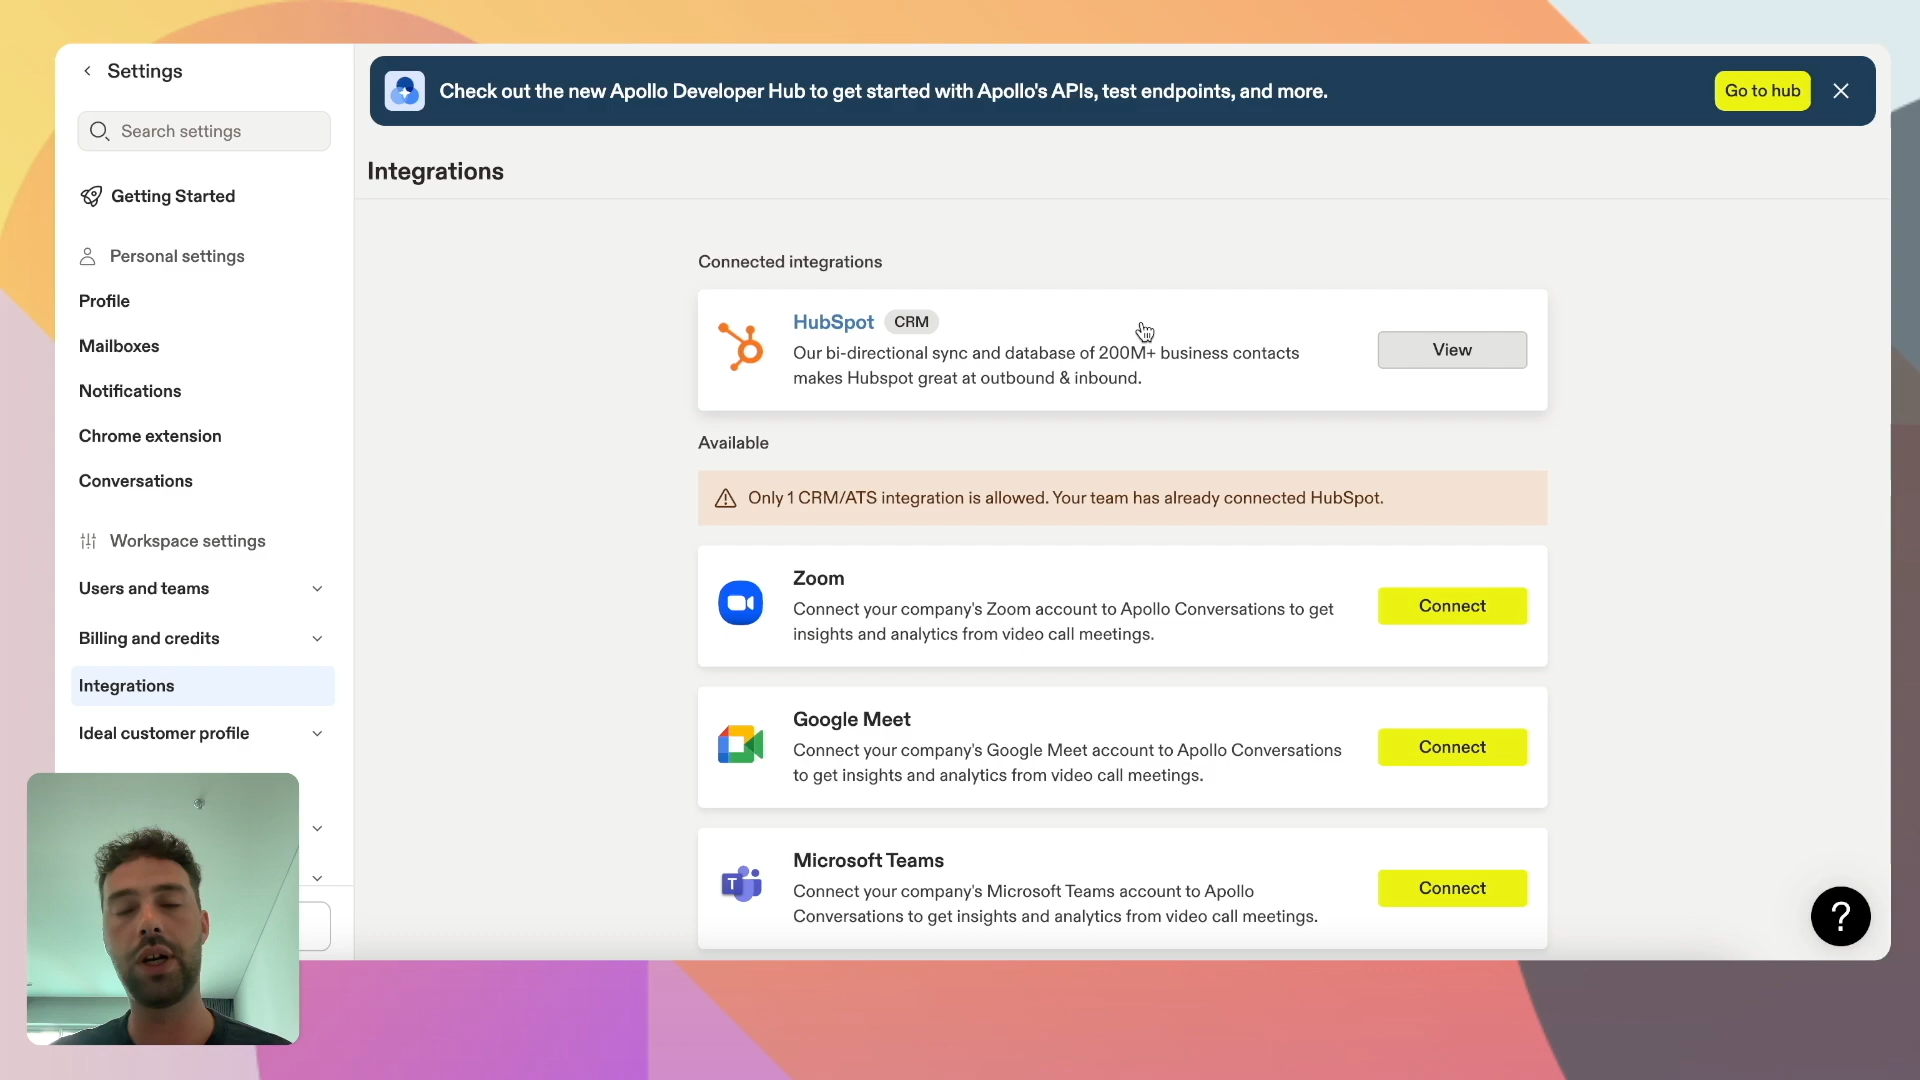 Settings
Search settings
Getting Started
Personal settings
Profile
Mailboxes
Notifications
Chrome extension
Conversations
Workspace settings
Users and teams
Billing and credits
Integrations
Ideal customer profile
Check out the new Apollo Developer Hub to get started with Apollo's APIs, test endpoints, and more.
Go to hub
Integrations
Connected integrations
HubSpot CRM
Our bi-directional sync and database of 200M+ business contacts
makes Hubspot great at outbound & inbound.
View
Available
Only 1 CRM/ATS integration is allowed. Your team has already connected HubSpot.
Zoom
Connect your company's Zoom account to Apollo Conversations to get
insights and analytics from video call meetings.
Connect
Google Meet
Connect your company's Google Meet account to Apollo Conversations
to get insights and analytics from video call meetings.
Connect
T
Microsoft Teams
Connect your company's Microsoft Teams account to Apollo
Conversations to get insights and analytics from video call meetings.
Connect
?